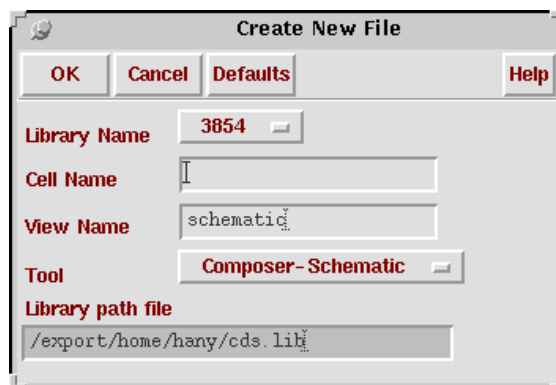 Create New File
OK Cancel Defaults Help
Library Name 3854
Cell Name
View Name schematic
Tool Composer-Schematic
Library path file
/export/home/hany/cds.lib